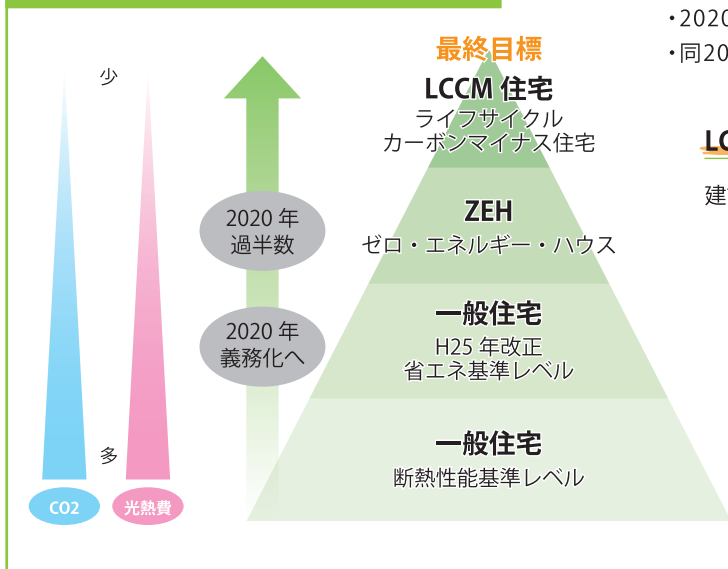 少
多
CO2
光熱費
2020 年
過半数
2020 年
義務化へ
最終目標
LCCM 住宅
ライフサイクル
カーボンマイナス住宅
ZEH
ゼロ・エネルギー・ハウス
一般住宅
H25 年改正
省エネ基準レベル
一般住宅
断熱性能基準レベル
・2020
・同20
LC
建